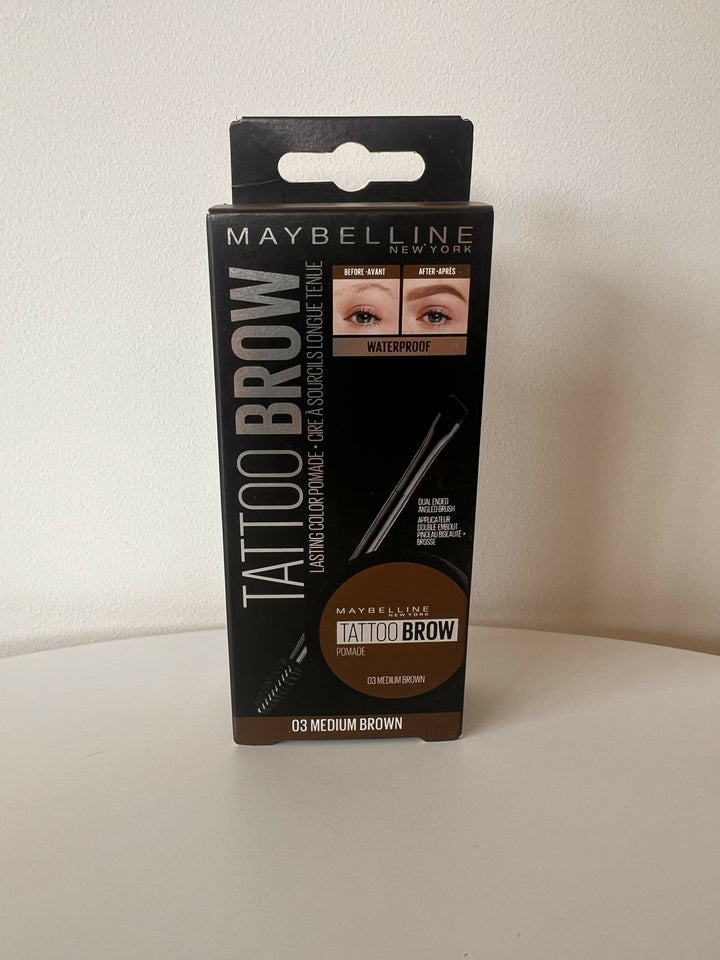 MAYBELLINE
NEW YORK
TATTOO BROW
LASTING COLOR POMADE • CIRE À SOURCILS LONGUE TENUE
BEFORE•AVANT
AFTER•APRÈS
WATERPROOF
DUAL ENDED
ANGLED BRUSH
APPLICATEUR
DOUBLE EMBOUT
PINCEAU BISEAUTÉ +
BROSSE
MAYBELLINE
NEW YORK
TATTOO BROW
POMADE
03 MEDIUM BROWN
03 MEDIUM BROWN